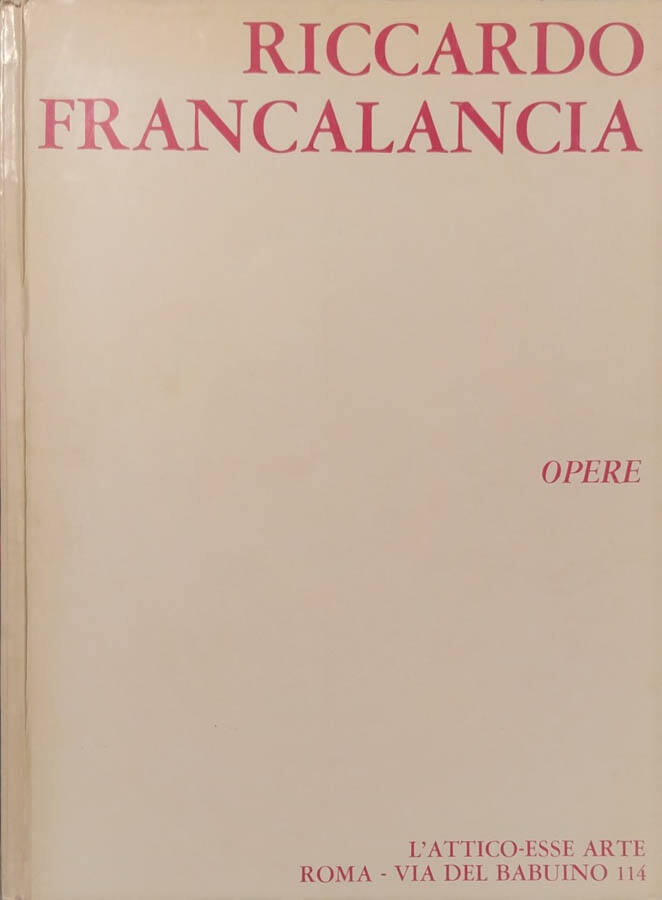 RICCARDO
FRANCALANCIA
OPERE
L'ATTICO-ESSE ARTE
ROMA - VIA DEL BABUINO 114